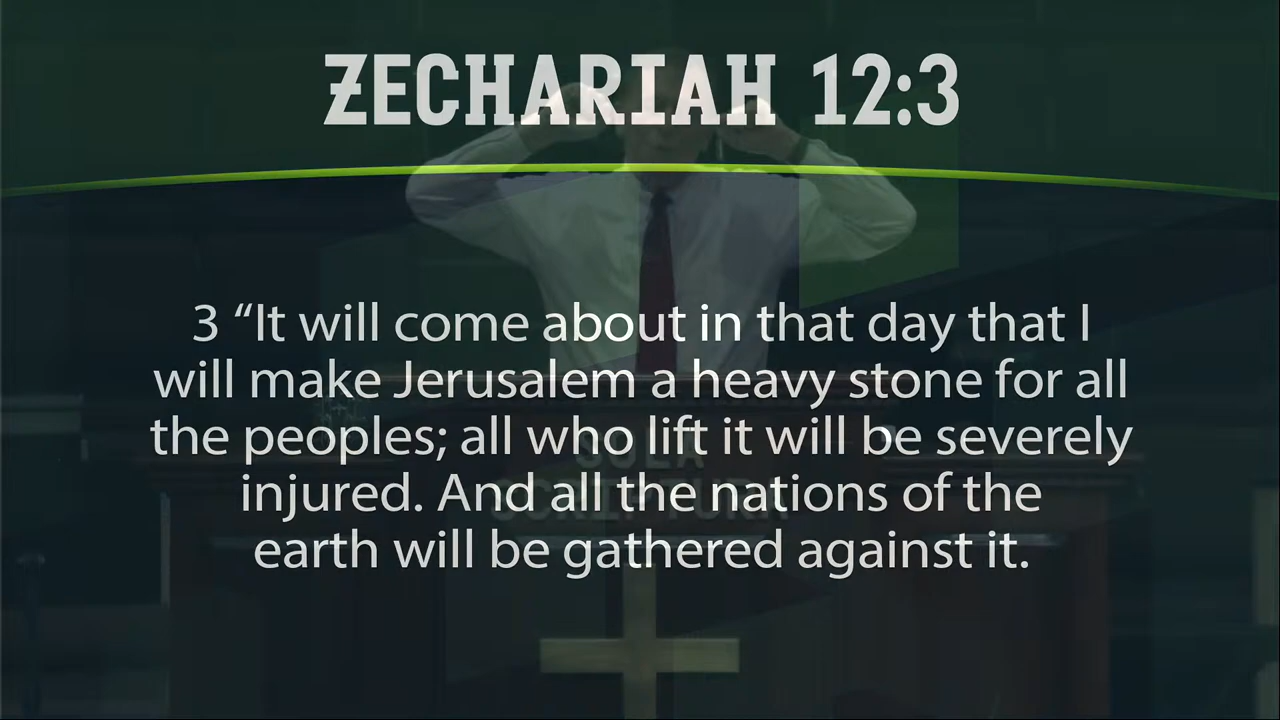 ZECHARIAH 12:3
3 “It will come about in that day that I
will make Jerusalem a heavy stone for all
the peoples; all who lift it will be severely
injured. And all the nations of the
earth will be gathered against it.
SOLA
SCRIPTURA